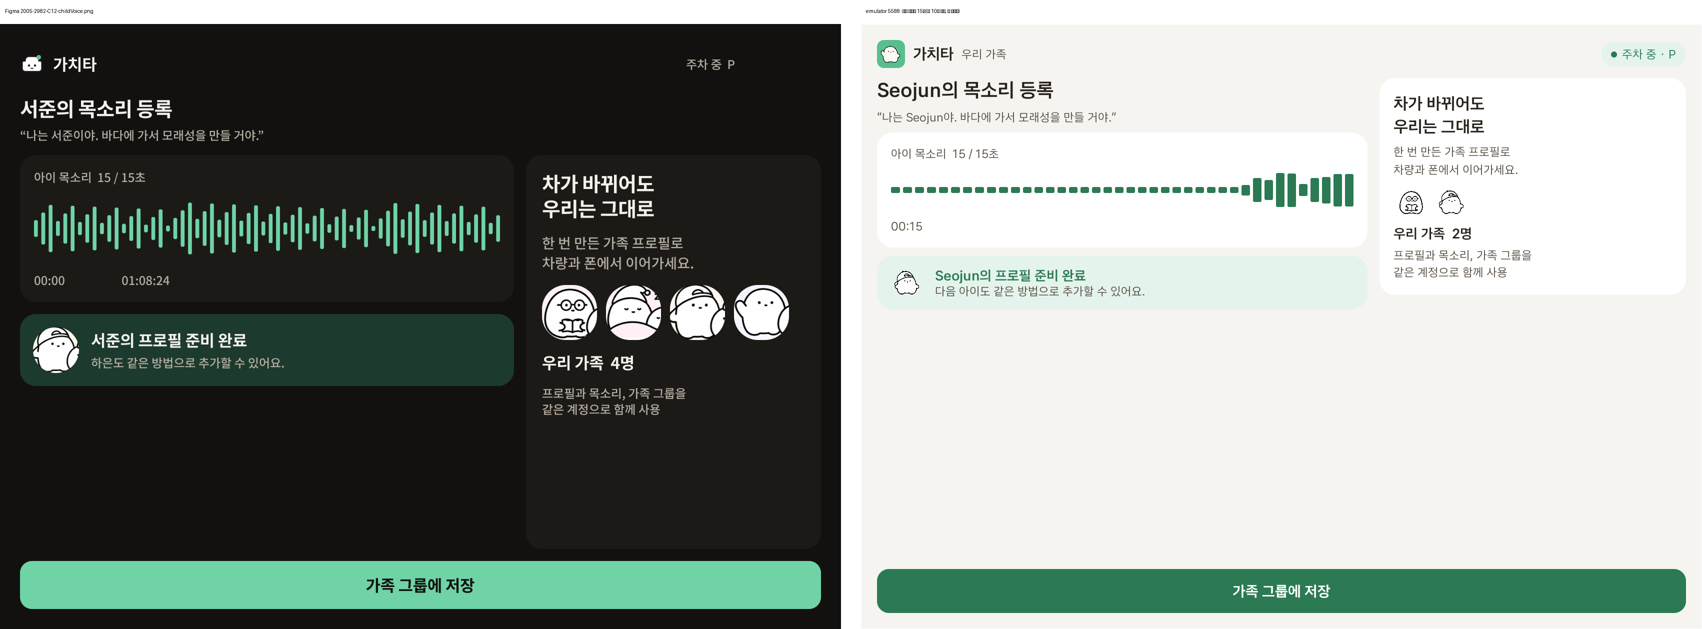 Figma 2005-2982-C12-childVoice.png
가치타
주차 중 P
서준의 목소리 등록
“나는 서준이야. 바다에 가서 모래성을 만들 거야.”
아이 목소리 15 / 15초
00:00 01:08:24
서준의 프로필 준비 완료
하은도 같은 방법으로 추가할 수 있어요.
차가 바뀌어도
우리는 그대로
한 번 만든 가족 프로필로
차량과 폰에서 이어가세요.
우리 가족 4명
프로필과 목소리, 가족 그룹을
같은 계정으로 함께 사용
가족 그룹에 저장
emulator 5588
가치타 우리 가족
주차 중 · P
Seojun의 목소리 등록
“나는 Seojun야. 바다에 가서 모래성을 만들 거야.”
아이 목소리 15 / 15초
00:15
Seojun의 프로필 준비 완료
다음 아이도 같은 방법으로 추가할 수 있어요.
차가 바뀌어도
우리는 그대로
한 번 만든 가족 프로필로
차량과 폰에서 이어가세요.
우리 가족 2명
프로필과 목소리, 가족 그룹을
같은 계정으로 함께 사용
가족 그룹에 저장